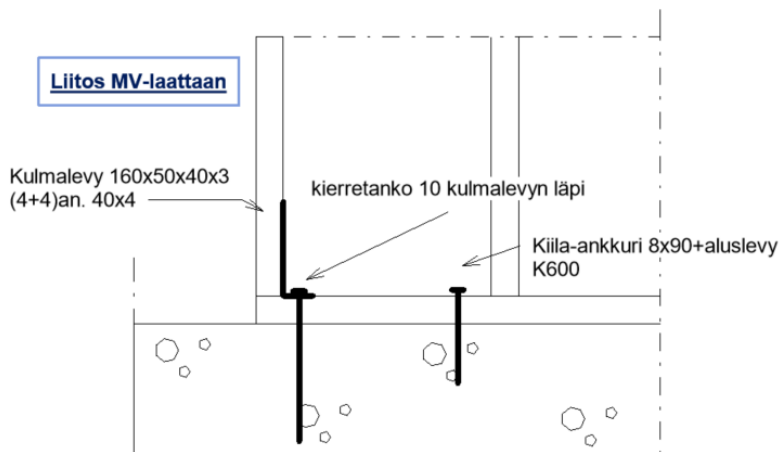 Liitos MV-laattaan
Kulmalevy 160x50x40x3
(4+4)an. 40x4
kierretanko 10 kulmalevyn läpi
Kiila-ankkuri 8x90+aluslevy
K600